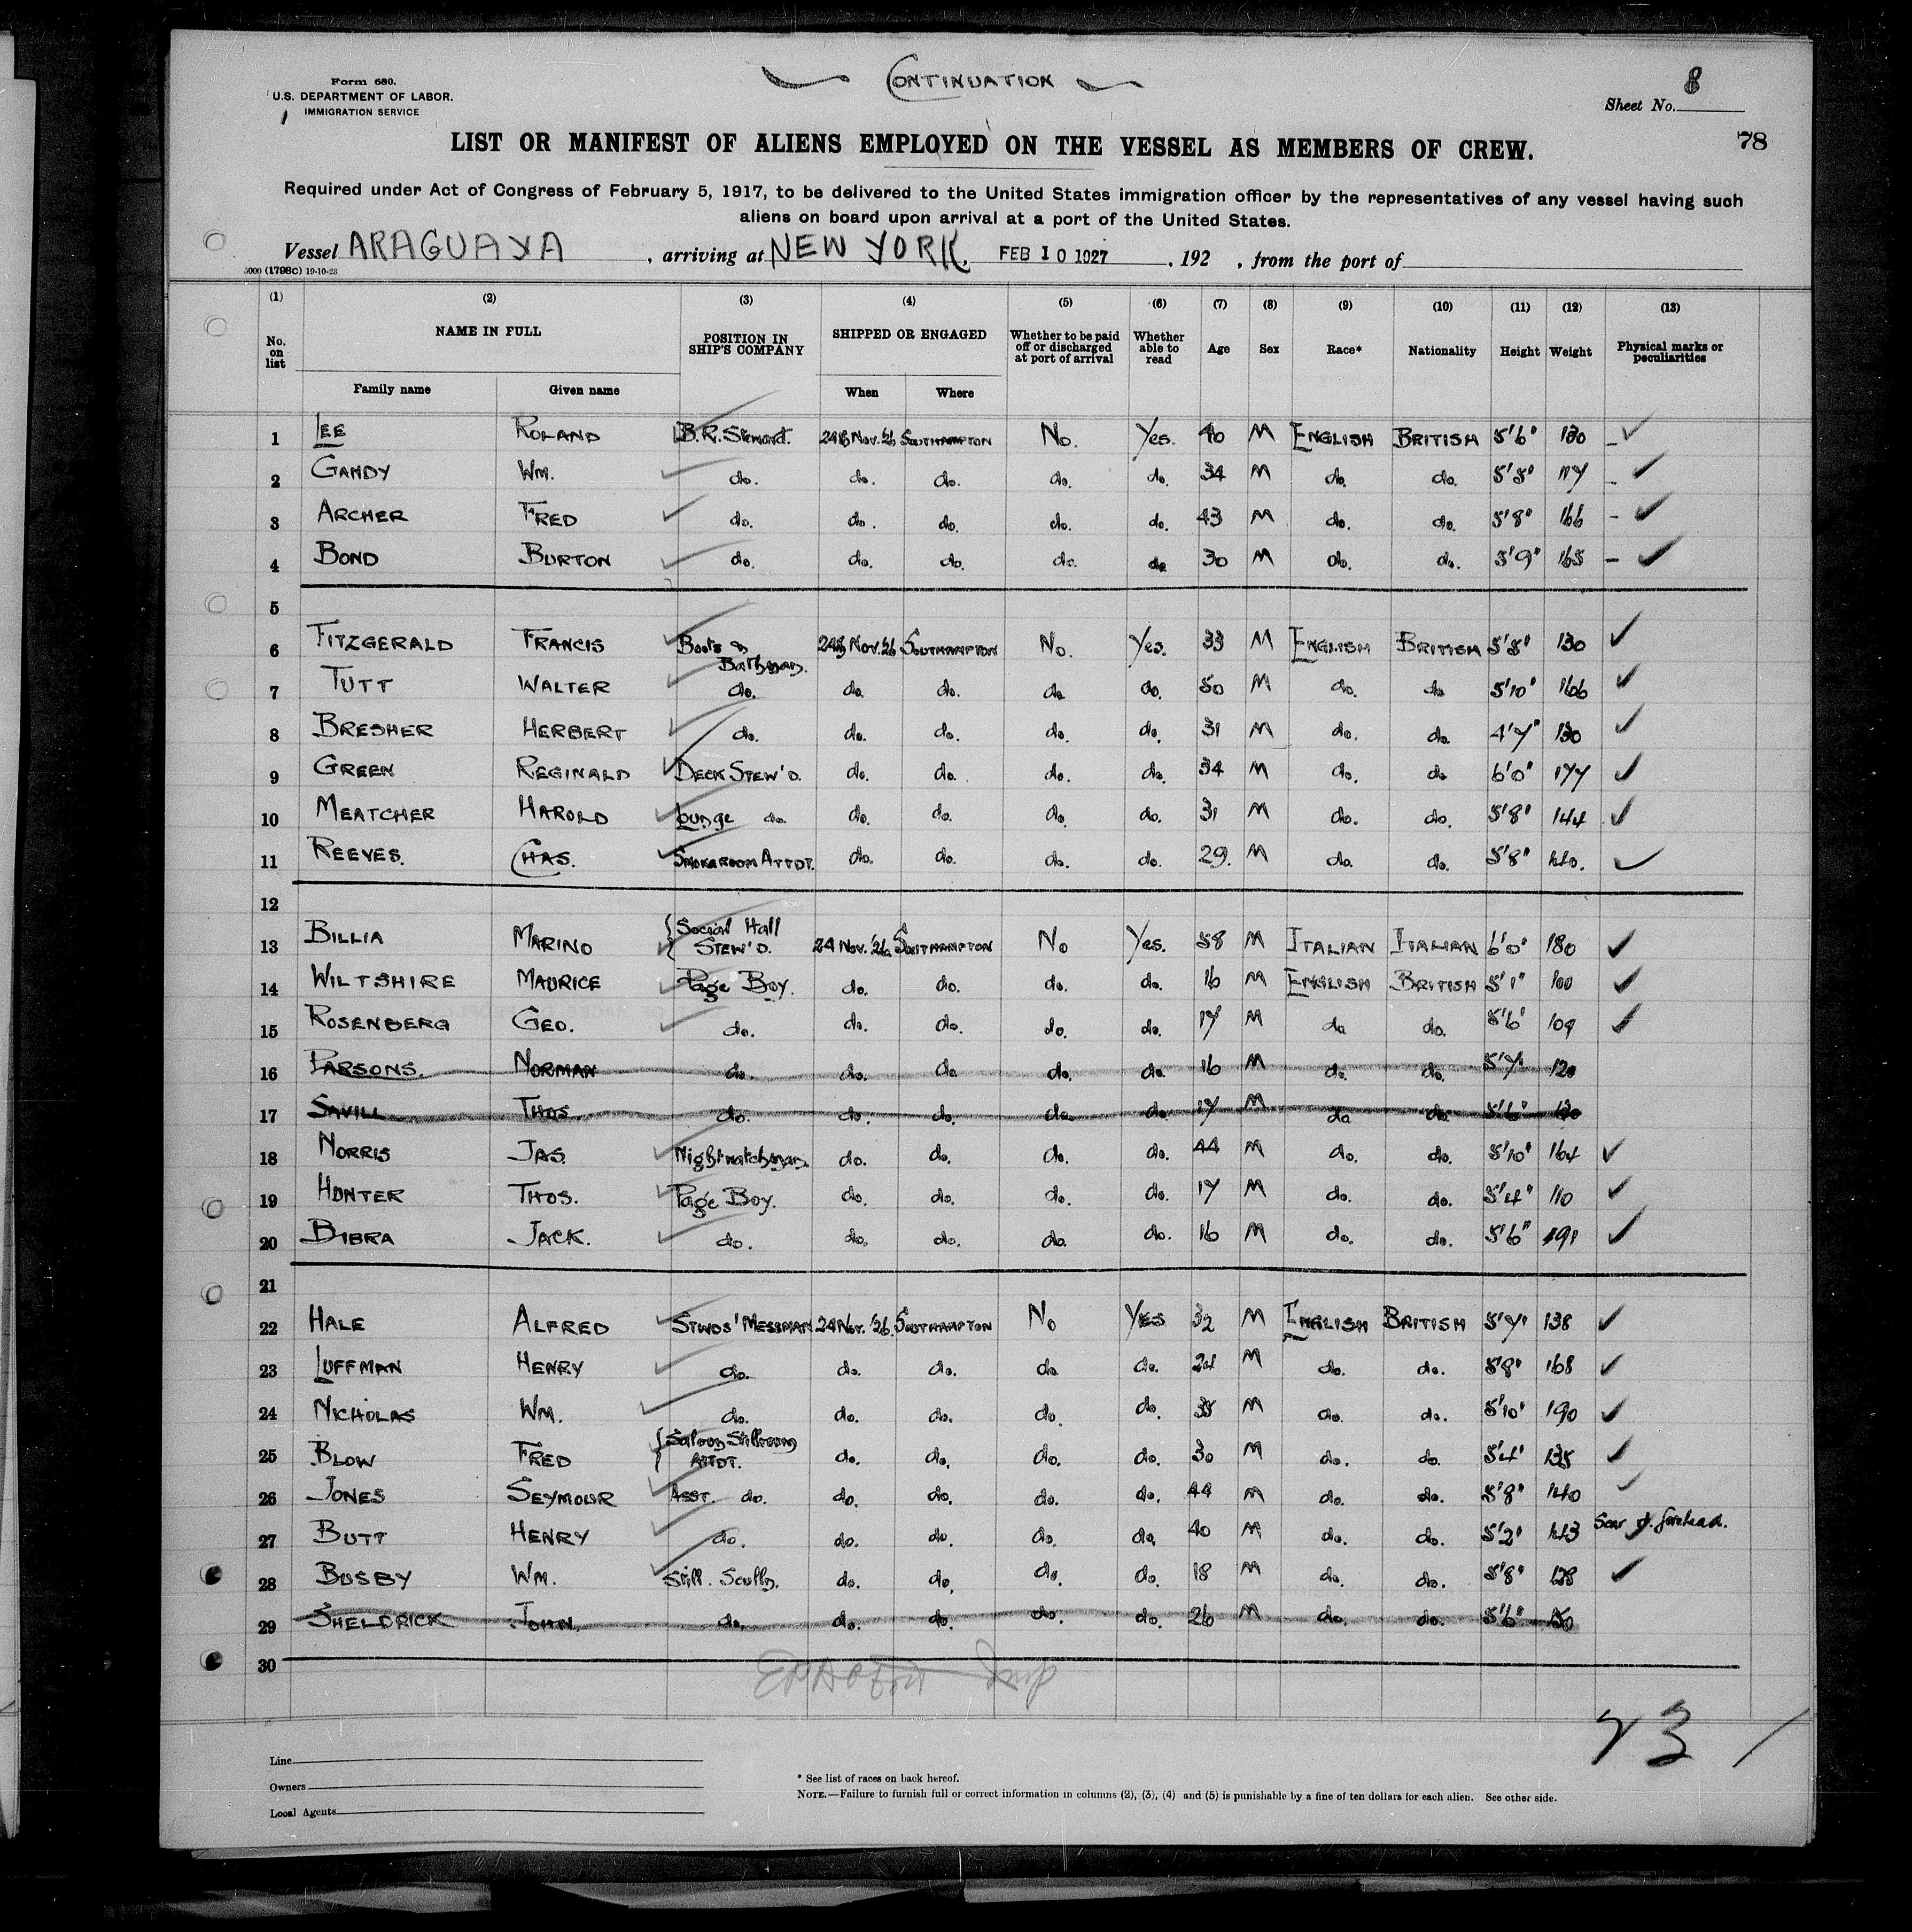 CONTINUATION
Form 680.
U.S. DEPARTMENT OF LABOR.
IMMIGRATION SERVICE
Sheet No. 8
78
LIST OR MANIFEST OF ALIENS EMPLOYED ON THE VESSEL AS MEMBERS OF CREW.
Required under Act of Congress of February 5, 1917, to be delivered to the United States immigration officer by the representatives of any vessel having such
aliens on board upon arrival at a port of the United States.
Vessel ARAGUAYA, arriving at NEW YORK. FEB 10 1927, 192 , from the port of
5000 (1798C) 19-10-23
(1) (2) (3) (4) (5) (6) (7) (8) (9) (10) (11) (12) (13)
No. on list NAME IN FULL POSITION IN SHIP'S COMPANY SHIPPED OR ENGAGED Whether to be paid off or discharged at port of arrival Whether able to read Age Sex Race* Nationality Height Weight Physical marks or peculiarities
Family name Given name When Where
1 LEE ROLAND B.R. Steward. 24th Nov. '26 SOUTHAMPTON No. Yes. 40 M ENGLISH BRITISH 5'6" 130 -
2 GANDY WM. do. do. do. do. do. 34 M do. do. 5'8" 117 -
3 ARCHER FRED do. do. do. do. do. 43 M do. do. 5'8" 166 -
4 BOND BURTON do. do. do. do. do 30 M do. do. 5'9" 165 -
5
6 FITZGERALD FRANCIS Boots & Bathman. 24th Nov. '26 SOUTHAMPTON No. Yes. 33 M ENGLISH BRITISH 5'8" 130
7 TUTT WALTER do. do. do. do do. 50 M do. do 5'10" 166
8 BRESHER HERBERT do. do. do. do. do. 31 M do. do. 4'7" 130
9 GREEN REGINALD DECK STEW'D. do. do. do. do. 34 M do. do 6'0" 177
10 MEATCHER HAROLD Lounge do. do. do. do. do. 31 M do. do. 5'8" 144
11 REEVES. CHAS. SMOKEROOM ATTDT. do. do. do. do. 29. M do. do. 5'8"
12
13 BILLIA MARINO Social Hall STEW'D. 24 Nov. '26 SOUTHAMPTON No Yes. 58 M ITALIAN ITALIAN 6'0" 180
14 WILTSHIRE MAURICE Page Boy. do. do. do. do. 16 M ENGLISH BRITISH 5'1" 100
15 ROSENBERG GEO. do. do. do. do. do. 17 M do do. 5'6" 109
16 PARSONS. NORMAN do. do. do do. do. 16 M do. do. 5'7" 120
17 SAVILL THOS. do. do. do. do. do. 17 M do do. 5'6" 130
18 NORRIS JAS. Nightwatchman. do. do. do. do. 44 M do. do. 5'10" 164
19 HUNTER THOS. Page Boy. do. do. do. do. 17 M do. do. 5'4" 110
20 BIBRA JACK. do. do. do. do. do. 16 M do. do. 5'6" 191
21
22 HALE ALFRED STWDS' MESSMAN 24 Nov. '26. SOUTHAMPTON No YES 32 M ENGLISH BRITISH 5'7" 138
23 LUFFMAN HENRY do. do. do. do do. 24 M do. do. 5'8" 168
24 NICHOLAS WM. do. do. do. do. do. 35 M do. do. 5'10" 190
25 BLOW FRED Saloon Stillroom ATTDT. do. do. do. do. 30 M do. do. 5'4" 135
26 JONES SEYMOUR ASST. do. do. do. do. do. 44 M do. do. 5'8" 140
27 BUTT HENRY do. do. do. do. do. 40 M do. do. 5'2" 143 Scar forehead.
28 BUSBY WM. Still. Scully. do. do. do. do. 18 M do. do. 5'8" 128
29 SHELDRICK JOHN. do. do. do. do. do. 26 M do. do. 5'6" 150
30
23
Line
Owners
Local Agents
* See list of races on back hereof.
NOTE.—Failure to furnish full or correct information in columns (2), (3), (4) and (5) is punishable by a fine of ten dollars for each alien. See other side.